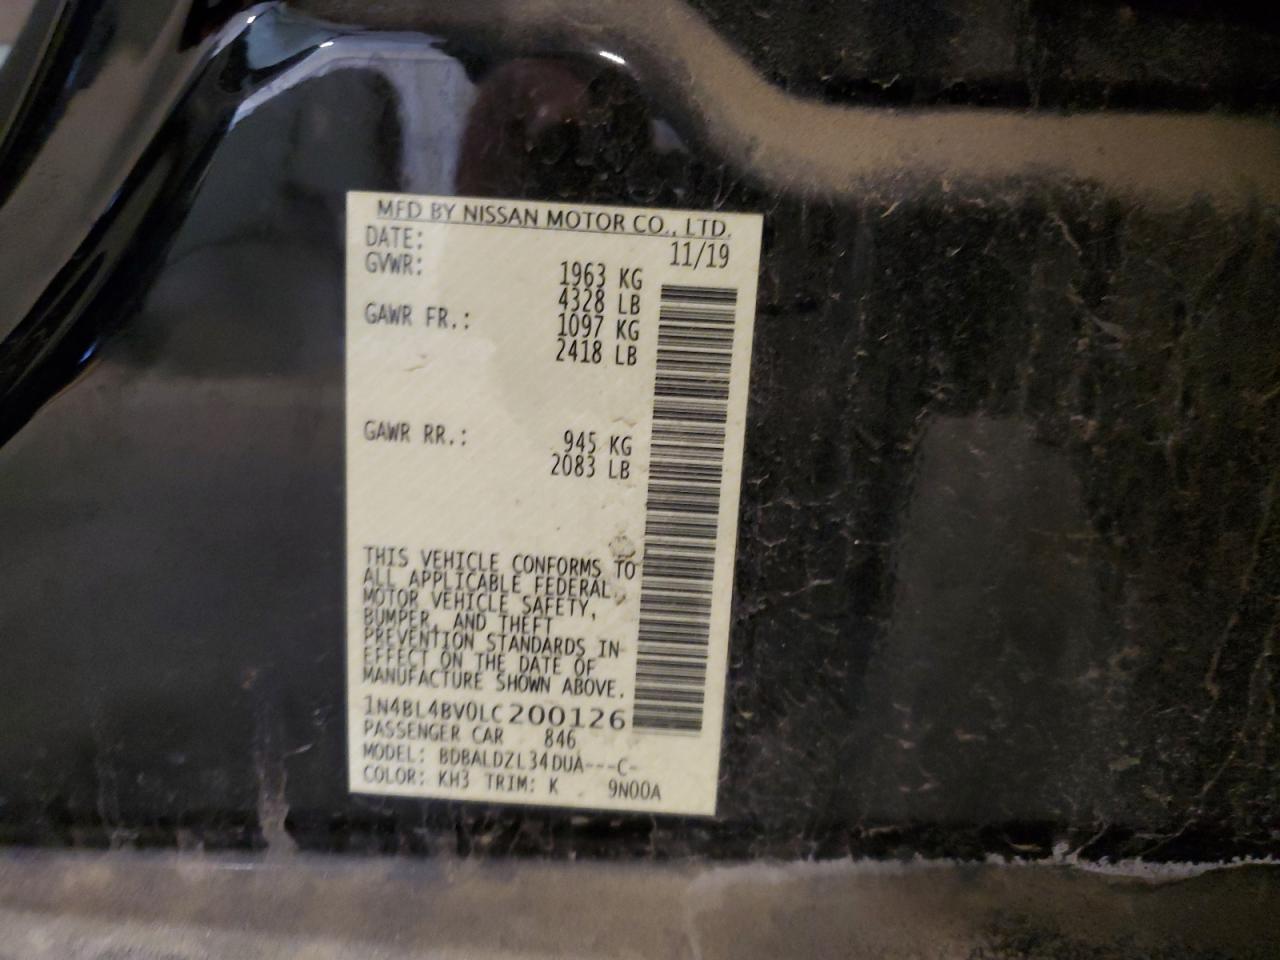 MFD BY NISSAN MOTOR CO., LTD.
DATE: 11/19
GVWR: 1963 KG
4328 LB
GAWR FR.: 1097 KG
2418 LB
GAWR RR.: 945 KG
2083 LB
THIS VEHICLE CONFORMS TO
ALL APPLICABLE FEDERAL
MOTOR VEHICLE SAFETY,
BUMPER, AND THEFT
PREVENTION STANDARDS IN
EFFECT ON THE DATE OF
MANUFACTURE SHOWN ABOVE.
1N4BL4BV0LC200126
PASSENGER CAR 846
MODEL: BDBALDZL34DUA---C-
COLOR: KH3 TRIM: K 9N00A